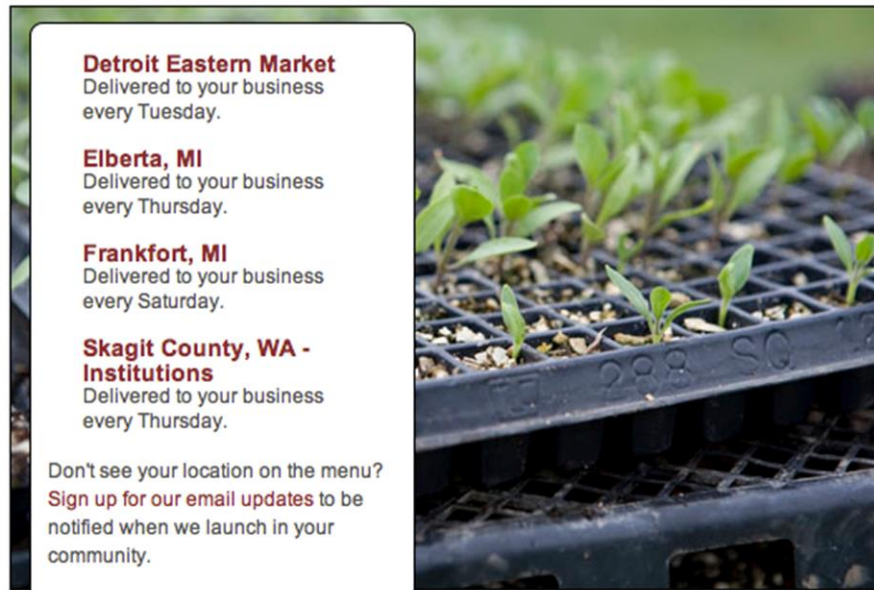 Detroit Eastern Market
Delivered to your business
every Tuesday.
Elberta, MI
Delivered to your business
every Thursday.
Frankfort, MI
Delivered to your business
every Saturday.
Skagit County, WA -
Institutions
Delivered to your business
every Thursday.
Don't see your location on the menu?
Sign up for our email updates to be
notified when we launch in your
community.
288 SQ